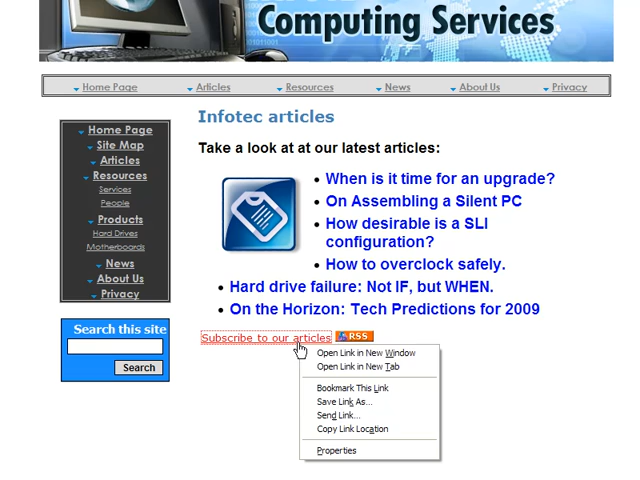 Computing Services
Home Page Articles Resources News About Us Privacy
Home Page
Site Map
Articles
Resources
Services
People
Products
Hard Drives
Motherboards
News
About Us
Privacy
Search this site
Search
Infotec articles
Take a look at at our latest articles:
When is it time for an upgrade?
On Assembling a Silent PC
How desirable is a SLI
configuration?
How to overclock safely.
Hard drive failure: Not IF, but WHEN.
On the Horizon: Tech Predictions for 2009
Subscribe to our articles RSS
Open Link in New Window
Open Link in New Tab
Bookmark This Link
Save Link As...
Send Link...
Copy Link Location
Properties